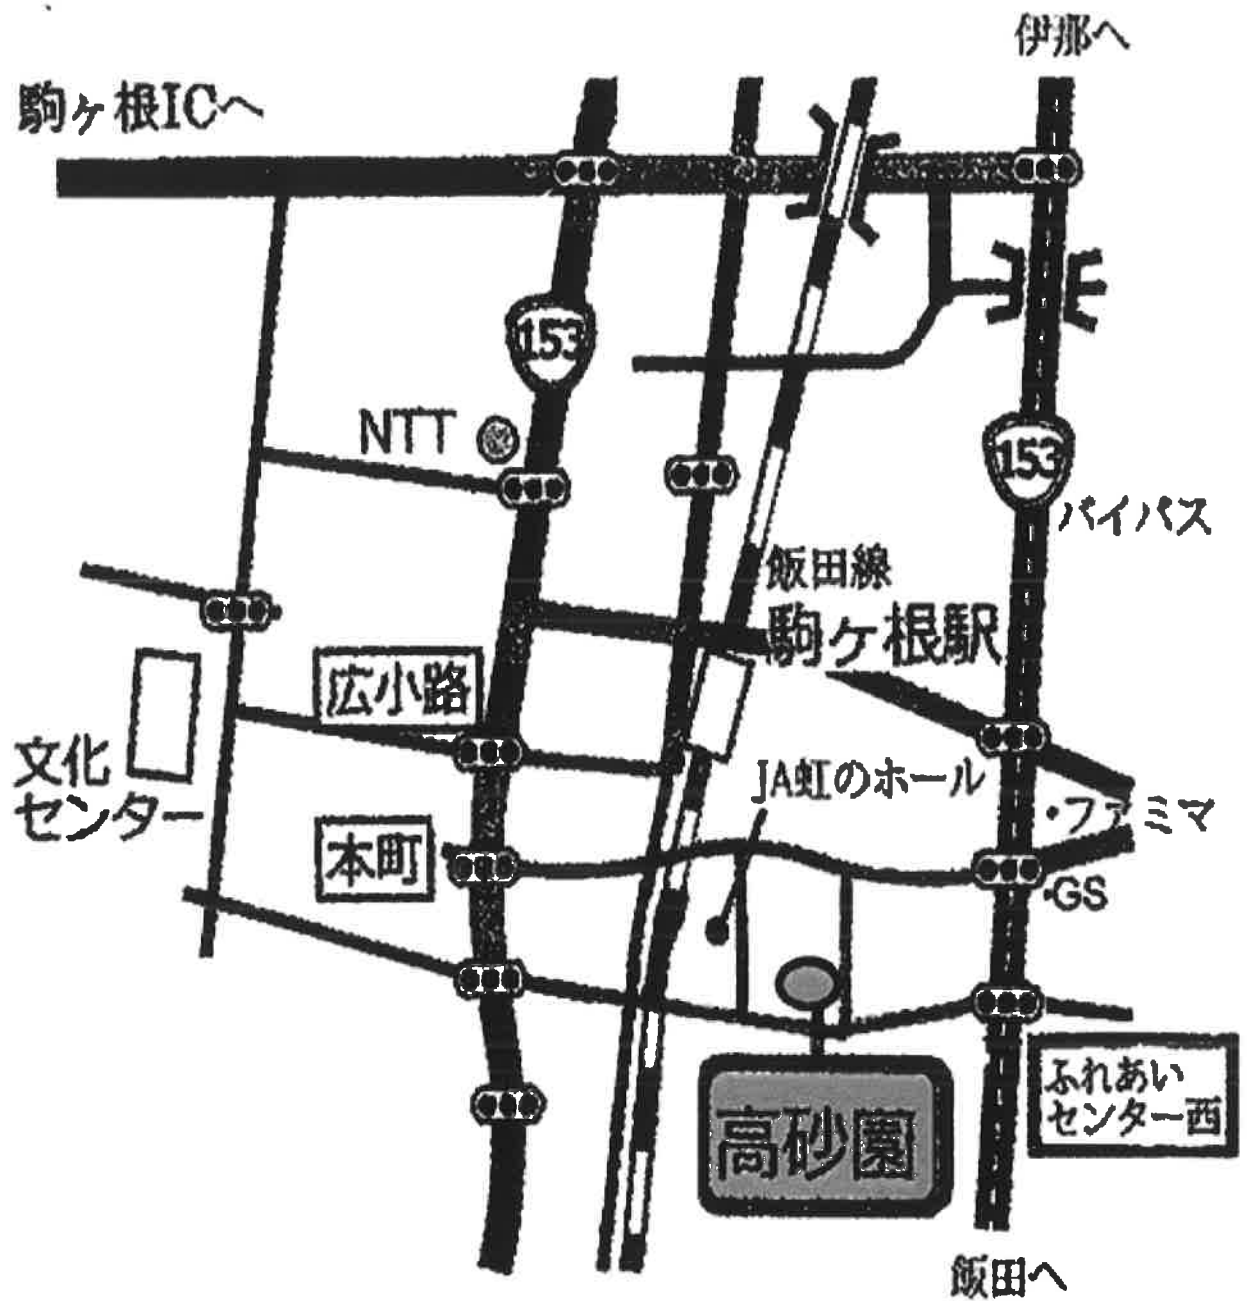 伊那へ
駒ヶ根ICへ
153
NTT
153
バイパス
飯田線
駒ヶ根駅
広小路
文化
センター
JA虹のホール
・ファミマ
本町
・GS
ふれあい
センター西
高砂園
飯田へ